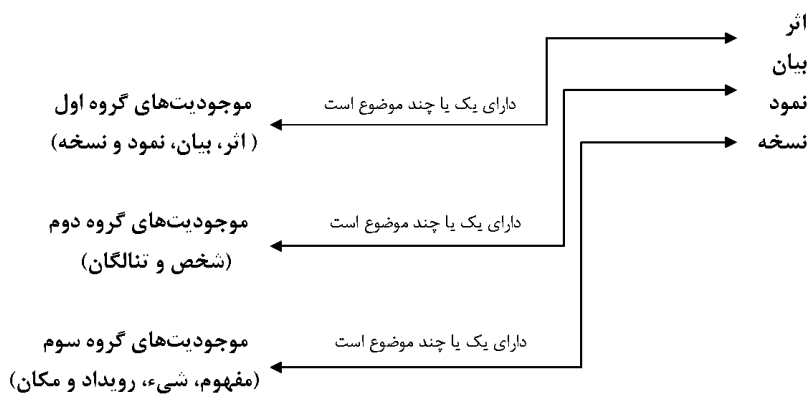 اثر
بیان
نمود
نسخه
دارای یک یا چند موضوع است
موجودیت‌های گروه اول
(اثر، بیان، نمود و نسخه)
دارای یک یا چند موضوع است
موجودیت‌های گروه دوم
(شخص و تنالگان)
دارای یک یا چند موضوع است
موجودیت‌های گروه سوم
(مفهوم، شیء، رویداد و مکان)